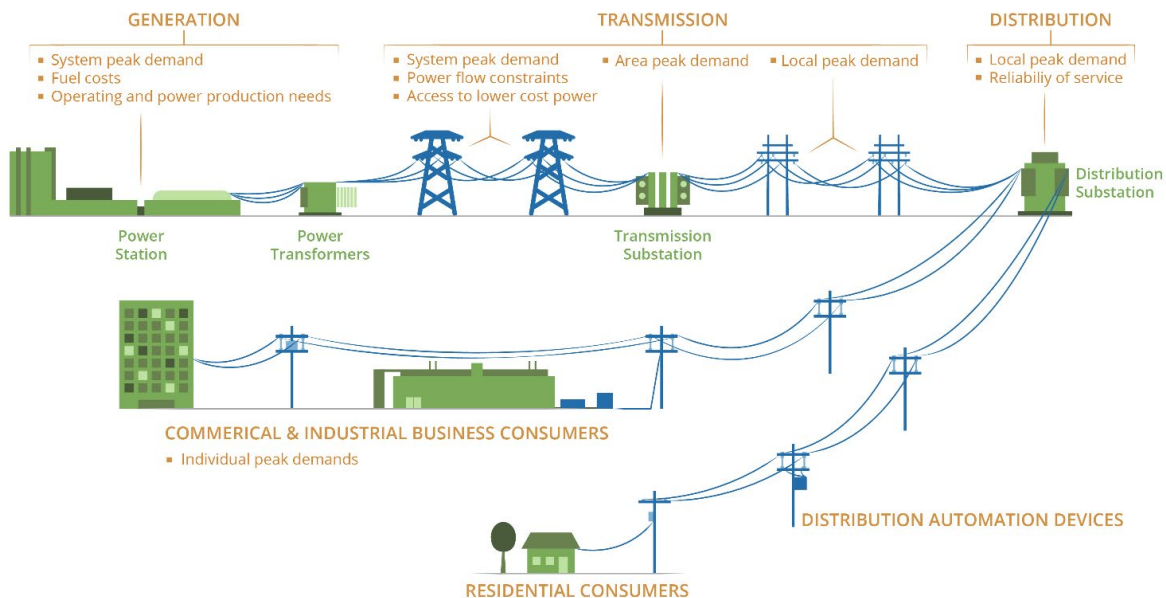 GENERATION
▪ System peak demand
▪ Fuel costs
▪ Operating and power production needs
TRANSMISSION
▪ System peak demand
▪ Power flow constraints
▪ Access to lower cost power
▪ Area peak demand
▪ Local peak demand
DISTRIBUTION
▪ Local peak demand
▪ Reliabiliy of service
Power
Station
Power
Transformers
Transmission
Substation
Distribution
Substation
COMMERICAL & INDUSTRIAL BUSINESS CONSUMERS
▪ Individual peak demands
DISTRIBUTION AUTOMATION DEVICES
RESIDENTIAL CONSUMERS